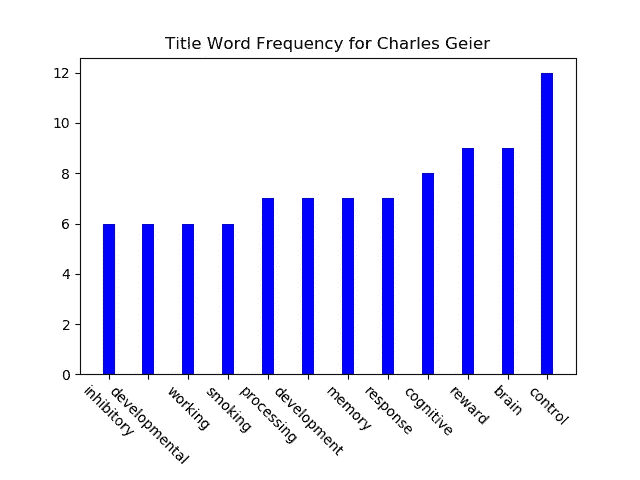 Title Word Frequency for Charles Geier
12
10
8
6
4
2
0
inhibitory
developmental
working
smoking
processing
development
memory
response
cognitive
reward
brain
control